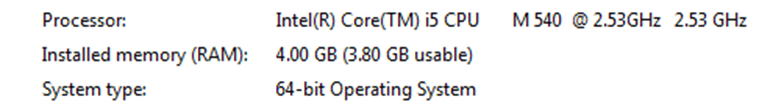 Processor: Intel(R) Core(TM) i5 CPU M 540 @ 2.53GHz 2.53 GHz
Installed memory (RAM): 4.00 GB (3.80 GB usable)
System type: 64-bit Operating System